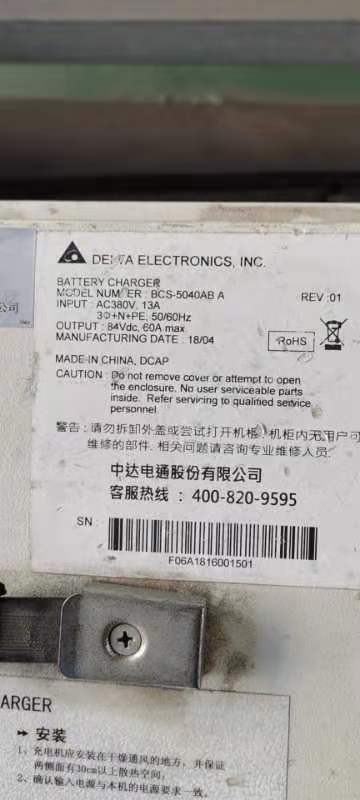 DELTA ELECTRONICS, INC.
BATTERY CHARGER
MODEL NUMBER : BCS-5040AB A
REV :01
INPUT : AC380V, 13A
3Φ+N+PE, 50/60Hz
OUTPUT : 84Vdc, 60A max
MANUFACTURING DATE : 18/04
RoHS
MADE IN CHINA, DCAP
CAUTION : Do not remove cover or attempt to open
the enclosure. No user serviceable parts
inside. Refer servicing to qualified service
personnel
公司
警告 : 请勿拆卸外盖或尝试打开机柜, 机柜内无用户可
维修的部件. 相关问题请咨询专业维修人员
中达电通股份有限公司
客服热线 : 400-820-9595
SN :
F06A1816001501
CHARGER
安装
1、充电机应安装在干燥通风的地方, 并保证
两侧面有30cm以上散热空间;
2、确认输入电源与本机的电源要求一致。